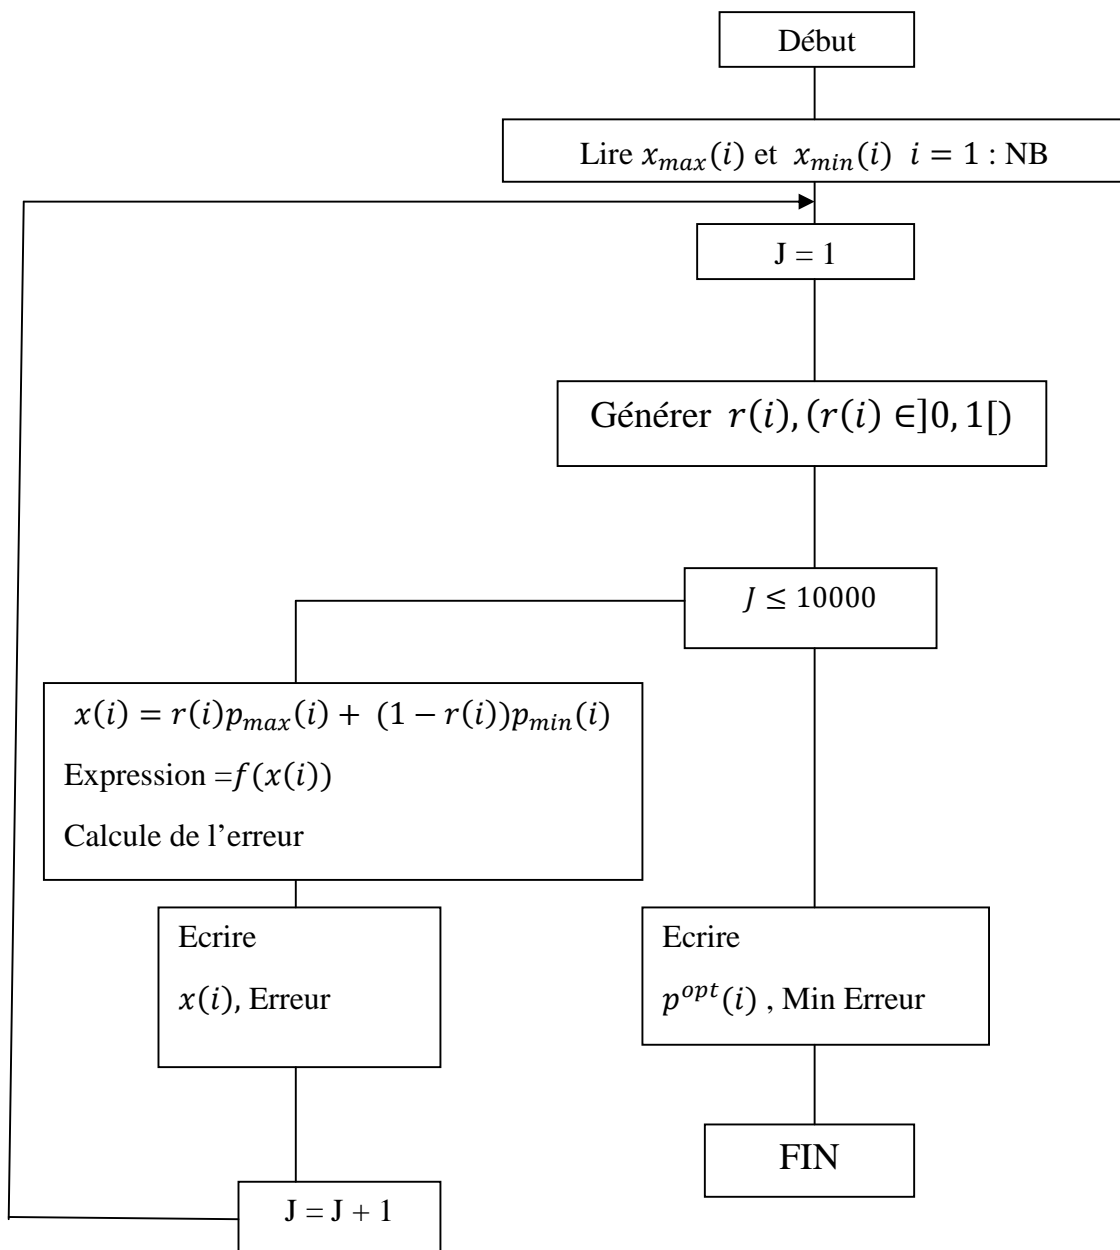 Début
Lire $x_{max}(i)$ et $x_{min}(i)$ $i = 1$ : NB
J = 1
Générer $r(i), (r(i) \in ]0, 1[)$
$J \leq 10000$
$x(i) = r(i)p_{max}(i) + (1 - r(i))p_{min}(i)$
Expression =$f(x(i))$
Calcule de l’erreur
Ecrire
$x(i)$, Erreur
J = J + 1
Ecrire
$p^{opt}(i)$ , Min Erreur
FIN